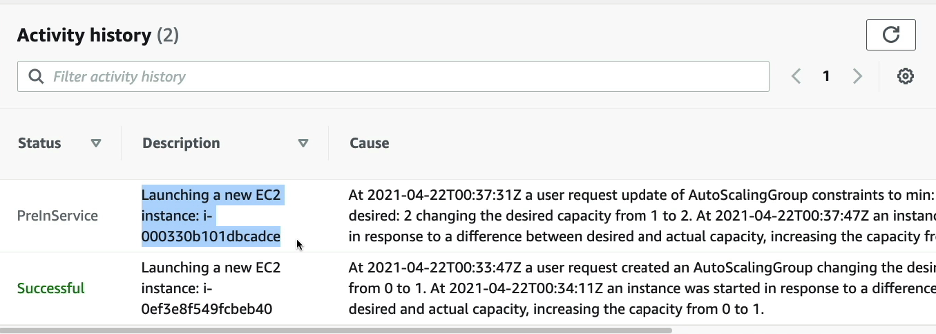 Activity history (2)
Filter activity history
1
Status Description Cause
PreInService
Launching a new EC2
instance: i-
000330b101dbcadce
At 2021-04-22T00:37:31Z a user request update of AutoScalingGroup constraints to min:
desired: 2 changing the desired capacity from 1 to 2. At 2021-04-22T00:37:47Z an
in response to a difference between desired and actual capacity, increasing the capacity
Successful
Launching a new EC2
instance: i-
0ef3e8f549fcbeb40
At 2021-04-22T00:33:47Z a user request created an AutoScalingGroup changing the
from 0 to 1. At 2021-04-22T00:34:11Z an instance was started in response to a difference
desired and actual capacity, increasing the capacity from 0 to 1.